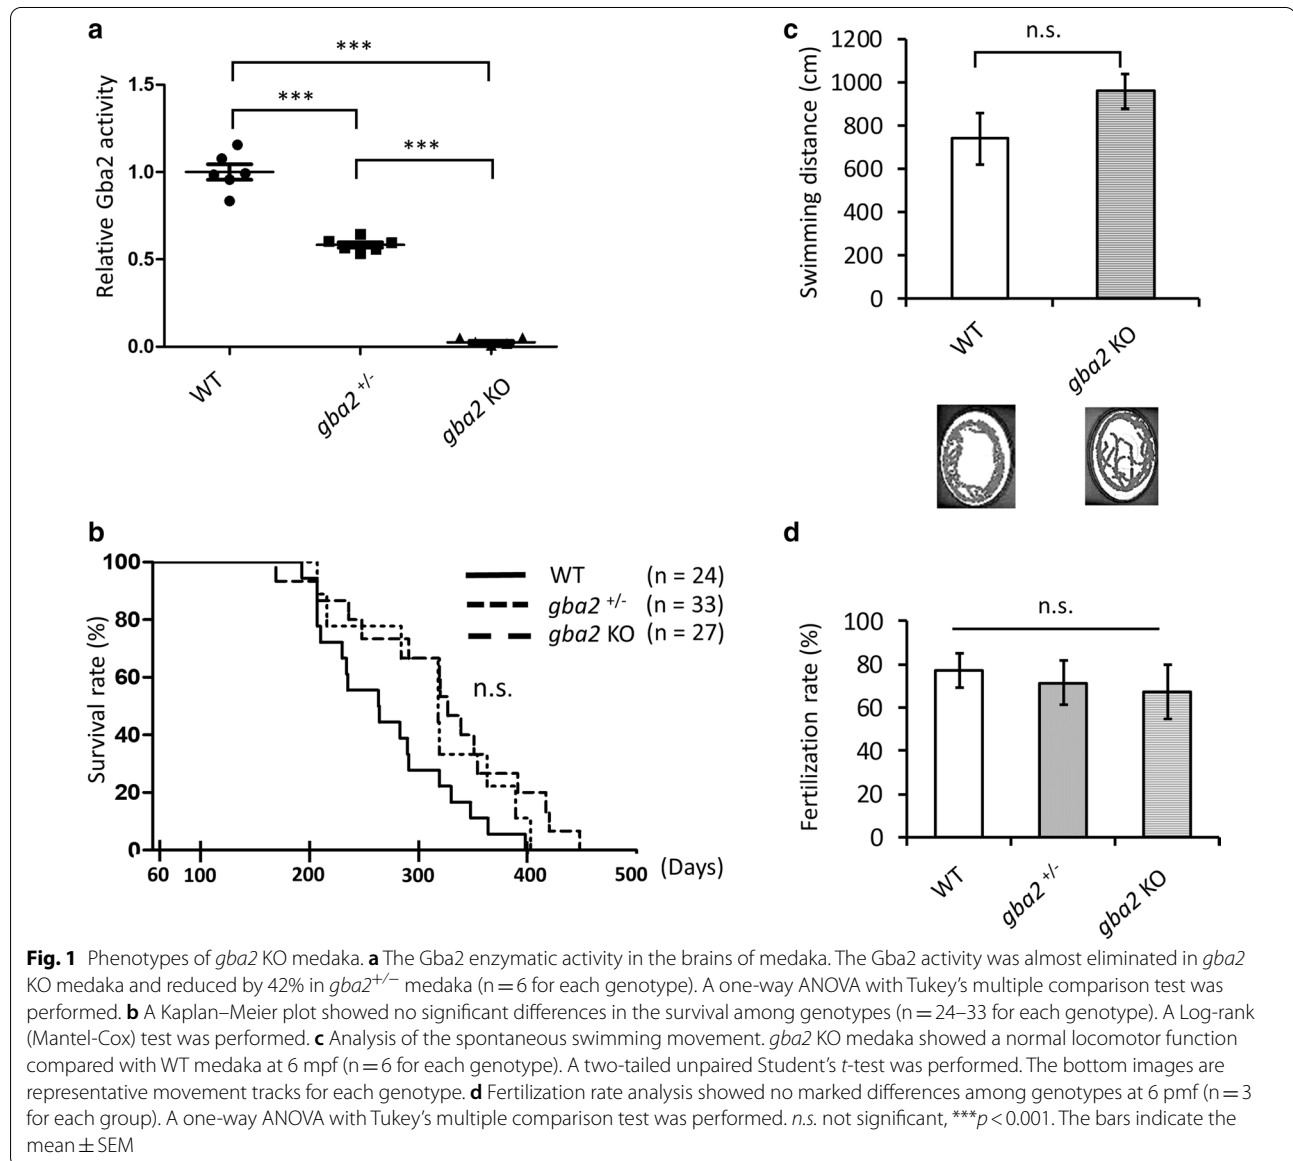 a
***
***
***
1.5
1.0
0.5
0.0
Relative Gba2 activity
WT
gba2 +/-
gba2 KO
c
n.s.
1200
1000
800
600
400
200
0
Swimming distance (cm)
WT
gba2 KO
b
100
80
60
40
20
0
Survival rate (%)
WT (n = 24)
gba2 +/- (n = 33)
gba2 KO (n = 27)
n.s.
60 100 200 300 400 500 (Days)
d
n.s.
100
80
60
40
20
0
Fertilization rate (%)
WT
gba2 +/-
gba2 KO
Fig. 1 Phenotypes of gba2 KO medaka. a The Gba2 enzymatic activity in the brains of medaka. The Gba2 activity was almost eliminated in gba2
KO medaka and reduced by 42% in gba2+/− medaka (n = 6 for each genotype). A one-way ANOVA with Tukey’s multiple comparison test was
performed. b A Kaplan–Meier plot showed no significant differences in the survival among genotypes (n = 24–33 for each genotype). A Log-rank
(Mantel-Cox) test was performed. c Analysis of the spontaneous swimming movement. gba2 KO medaka showed a normal locomotor function
compared with WT medaka at 6 mpf (n = 6 for each genotype). A two-tailed unpaired Student’s t-test was performed. The bottom images are
representative movement tracks for each genotype. d Fertilization rate analysis showed no marked differences among genotypes at 6 pmf (n = 3
for each group). A one-way ANOVA with Tukey’s multiple comparison test was performed. n.s. not significant, ***p < 0.001. The bars indicate the
mean ± SEM